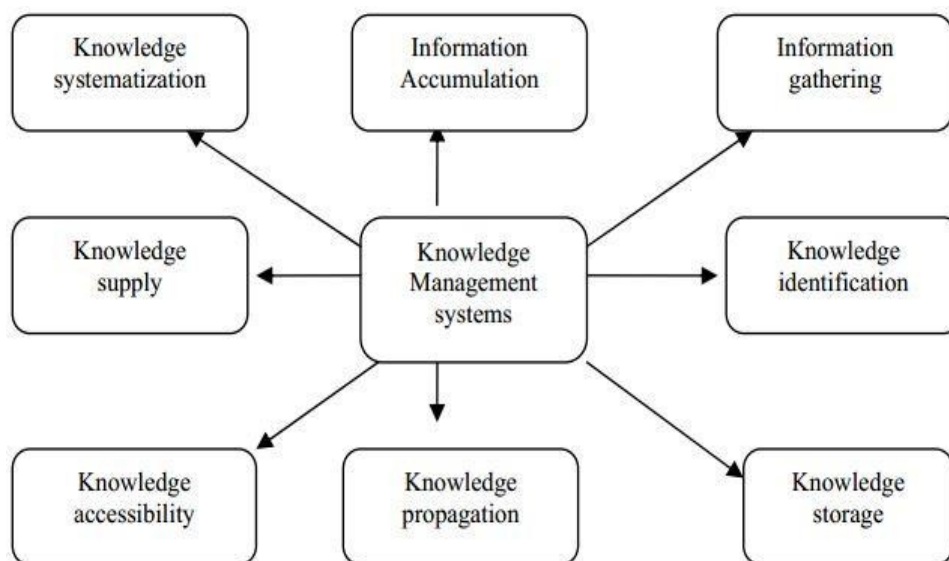 Knowledge
systematization
Information
Accumulation
Information
gathering
Knowledge
supply
Knowledge
Management
systems
Knowledge
identification
Knowledge
accessibility
Knowledge
propagation
Knowledge
storage